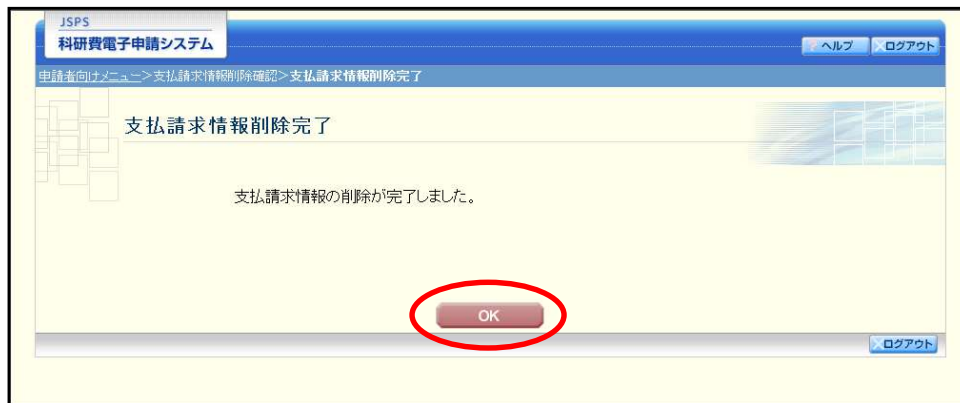 JSPS
科研費電子申請システム
ヘルプ ログアウト
申請者向けメニュー>支払請求情報削除確認>支払請求情報削除完了
支払請求情報削除完了
支払請求情報の削除が完了しました。
OK
ログアウト